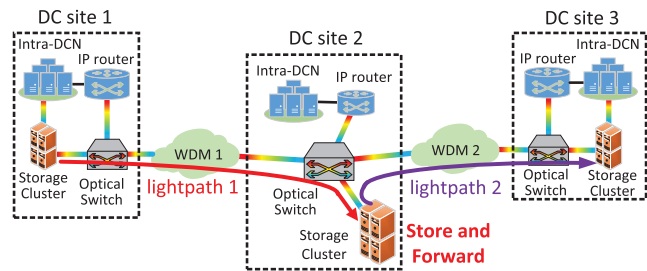 DC site 1
Intra-DCN
IP router
Storage
Cluster
Optical
Switch
WDM 1
lightpath 1
DC site 2
Intra-DCN
IP router
Optical
Switch
Storage
Cluster
Store and
Forward
WDM 2
lightpath 2
DC site 3
IP router
Intra-DCN
Optical
Switch
Storage
Cluster